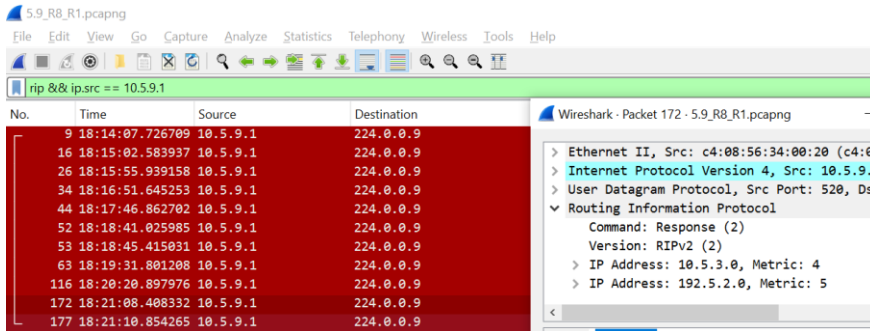 5.9_R8_R1.pcapng
File Edit View Go Capture Analyze Statistics Telephony Wireless Tools Help
rip && ip.src == 10.5.9.1
No. Time Source Destination
9 18:14:07.726709 10.5.9.1 224.0.0.9
16 18:15:02.583937 10.5.9.1 224.0.0.9
26 18:15:55.939158 10.5.9.1 224.0.0.9
34 18:16:51.645253 10.5.9.1 224.0.0.9
44 18:17:46.862702 10.5.9.1 224.0.0.9
52 18:18:41.025985 10.5.9.1 224.0.0.9
53 18:18:45.415031 10.5.9.1 224.0.0.9
63 18:19:31.801208 10.5.9.1 224.0.0.9
116 18:20:20.897976 10.5.9.1 224.0.0.9
172 18:21:08.408332 10.5.9.1 224.0.0.9
177 18:21:10.854265 10.5.9.1 224.0.0.9
Wireshark · Packet 172 · 5.9_R8_R1.pcapng
Ethernet II, Src: c4:08:56:34:00:20 (c4:0
Internet Protocol Version 4, Src: 10.5.9.
User Datagram Protocol, Src Port: 520, Ds
Routing Information Protocol
Command: Response (2)
Version: RIPv2 (2)
IP Address: 10.5.3.0, Metric: 4
IP Address: 192.5.2.0, Metric: 5